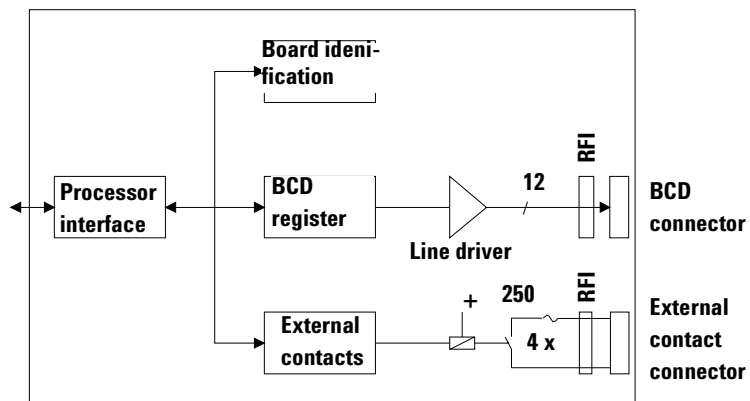 Board ideni-
fication
Processor
interface
BCD
register
Line driver
12
RFI
BCD
connector
External
contacts
+
250
4 x
RFI
External
contact
connector